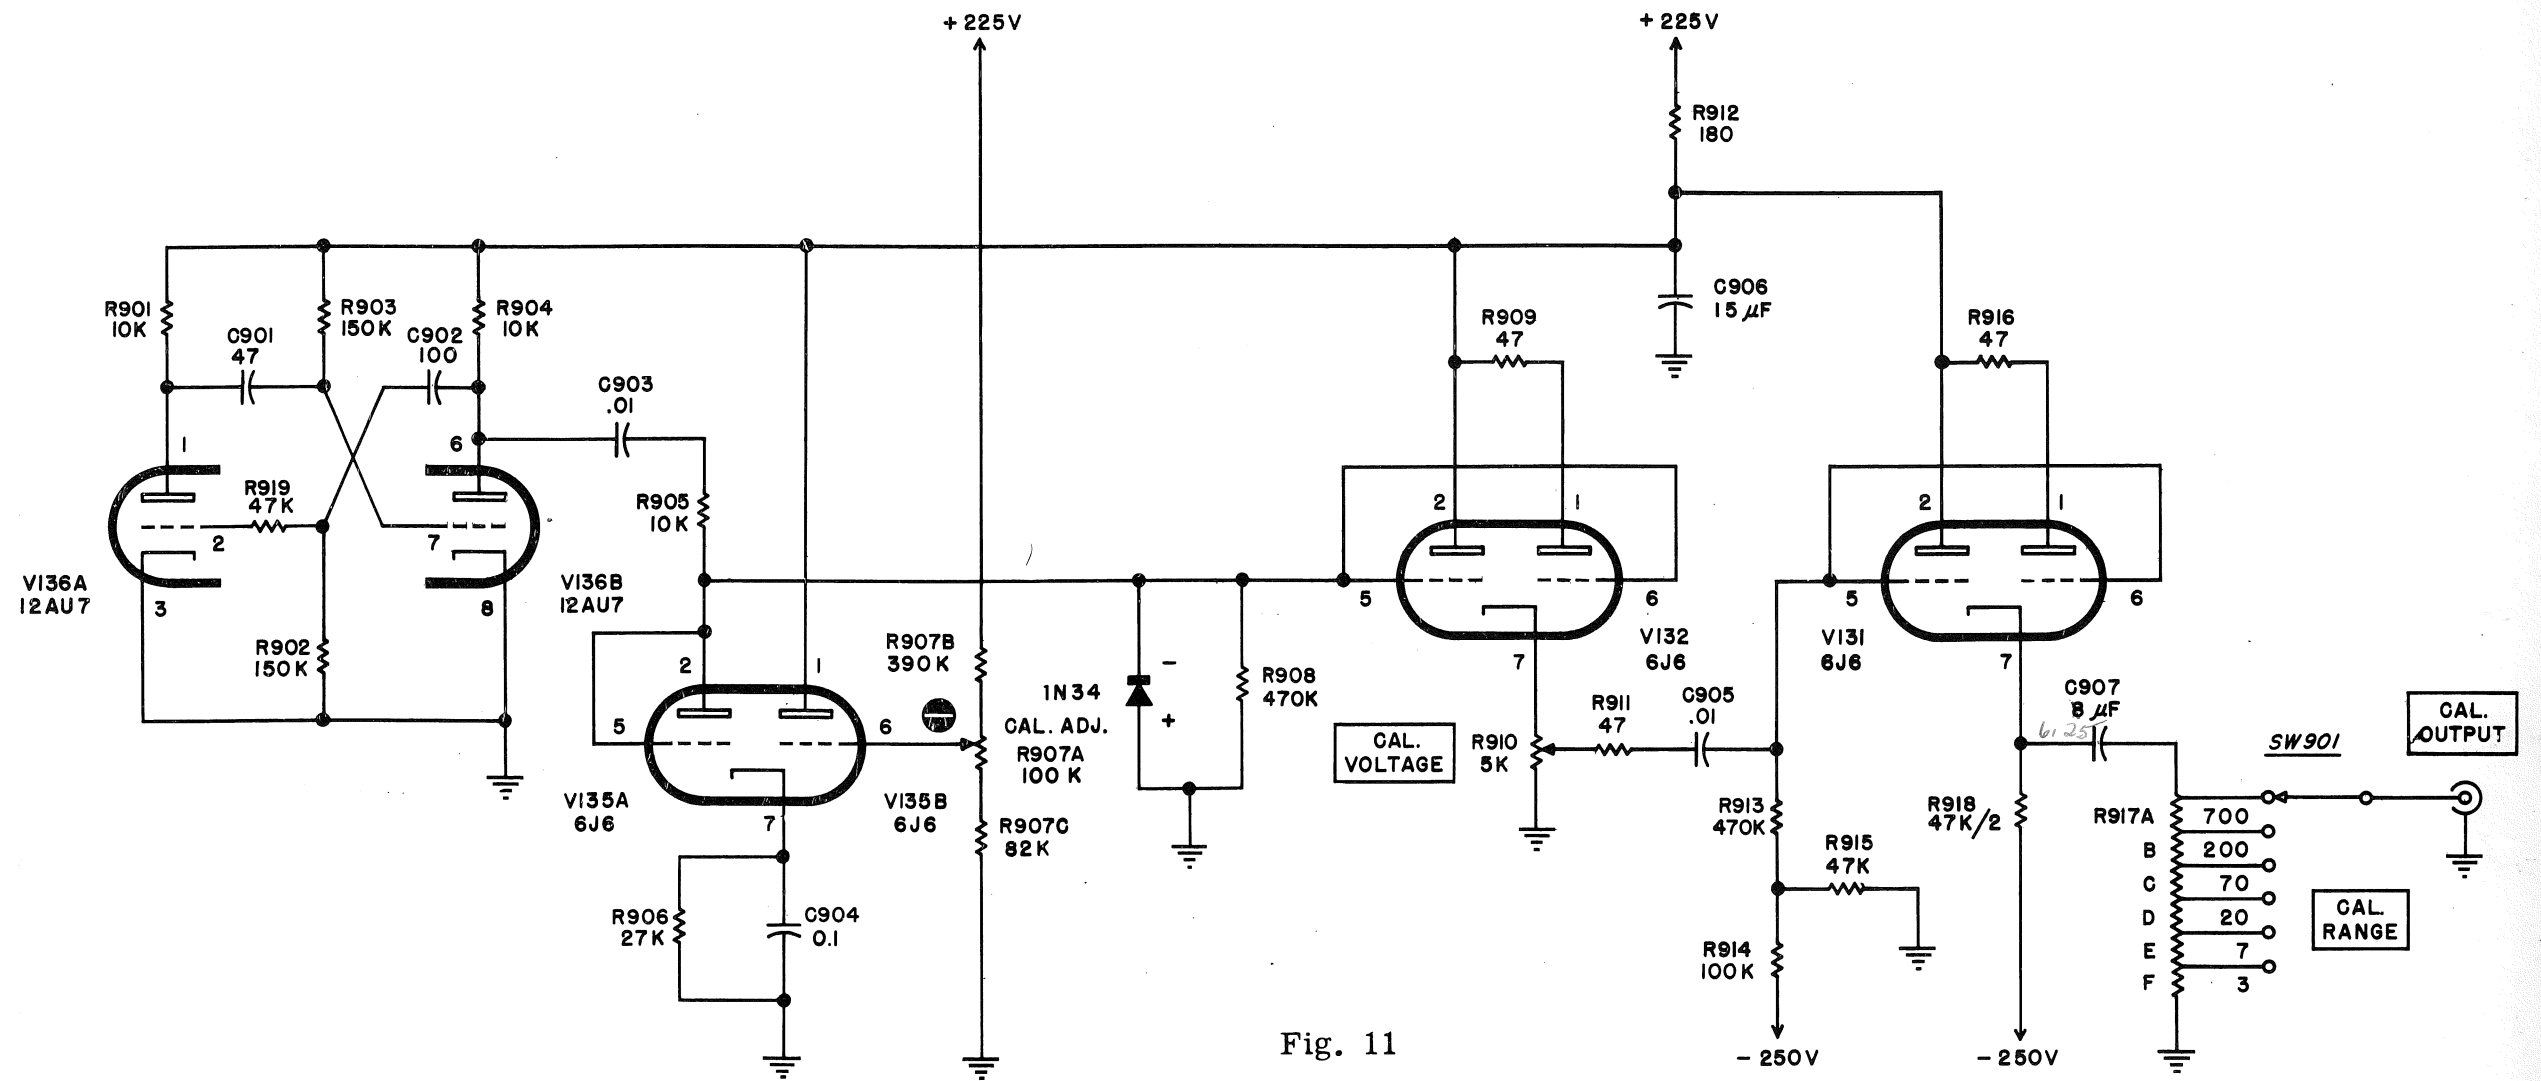 + 225V
+ 225V
R912
180
R901
10K
R903
150K
R904
10K
C901
47
C902
100
C906
15 µF
R909
47
R916
47
C903
.01
1
6
R919
47K
2
7
R905
10K
2
1
2
1
V136A
12AU7
3
8
V136B
12AU7
5
6
5
6
R902
150K
R907B
390K
V132
6J6
V131
6J6
7
7
2
1
1N34
-
+
R908
470K
CAL. ADJ.
R907A
100 K
5
6
R911
47
C905
.01
C907
8 µF
6.25
CAL.
VOLTAGE
R910
5K
SW901
CAL.
OUTPUT
V135A
6J6
7
V135B
6J6
R907C
82K
R913
470K
R918
47K/2
R917A
700
B
200
C
70
D
20
E
7
F
3
R915
47K
CAL.
RANGE
R906
27K
C904
0.1
R914
100K
Fig. 11
- 250V
- 250V